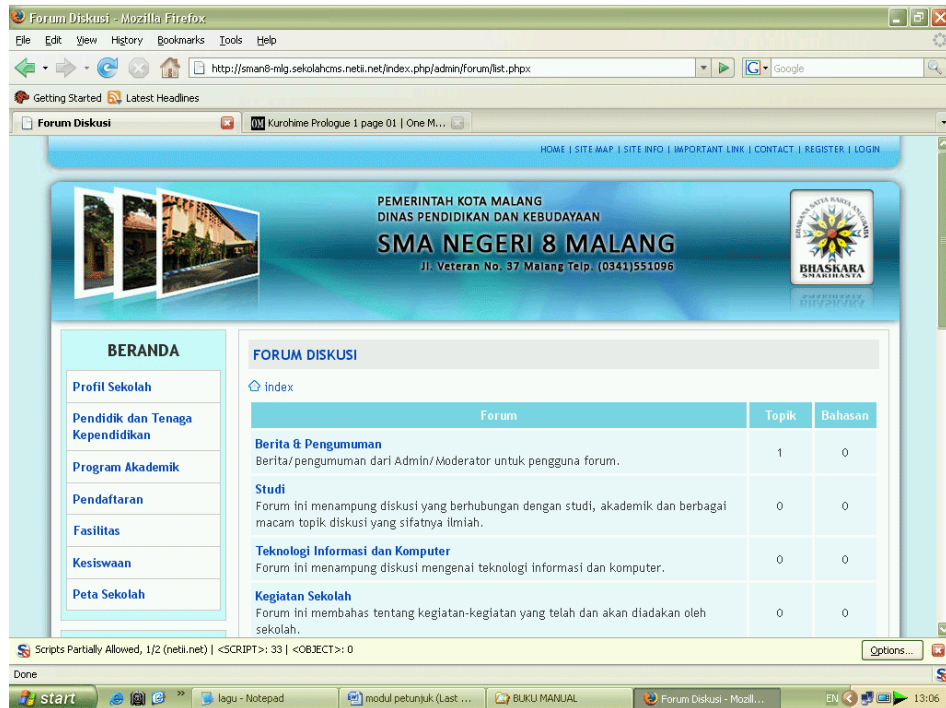 Forum Diskusi - Mozilla Firefox
File Edit View History Bookmarks Tools Help
http://sman8-mlg.sekolahcms.netii.net/index.php/admin/forum/list.phpx
G Google
Getting Started Latest Headlines
Forum Diskusi
OM Kurohime Prologue 1 page 01 | One M...
HOME | SITE MAP | SITE INFO | IMPORTANT LINK | CONTACT | REGISTER | LOGIN
PEMERINTAH KOTA MALANG
DINAS PENDIDIKAN DAN KEBUDAYAAN
SMA NEGERI 8 MALANG
Jl. Veteran No. 37 Malang Telp. (0341)551096
BHASKARA
SMARIHASTA
BERANDA
Profil Sekolah
Pendidik dan Tenaga
Kependidikan
Program Akademik
Pendaftaran
Fasilitas
Kesiswaan
Peta Sekolah
FORUM DISKUSI
index
Forum Topik Bahasan
Berita & Pengumuman
Berita/pengumuman dari Admin/Moderator untuk pengguna forum. 1 0
Studi
Forum ini menampung diskusi yang berhubungan dengan studi, akademik dan berbagai
macam topik diskusi yang sifatnya ilmiah. 0 0
Teknologi Informasi dan Komputer
Forum ini menampung diskusi mengenai teknologi informasi dan komputer. 0 0
Kegiatan Sekolah
Forum ini membahas tentang kegiatan-kegiatan yang telah dan akan diadakan oleh
sekolah. 0 0
Scripts Partially Allowed, 1/2 (netii.net) | <SCRIPT>: 33 | <OBJECT>: 0 Options...
Done
start lagu - Notepad modul petunjuk (Last ... BUKU MANUAL Forum Diskusi - Mozill... EN 13:06